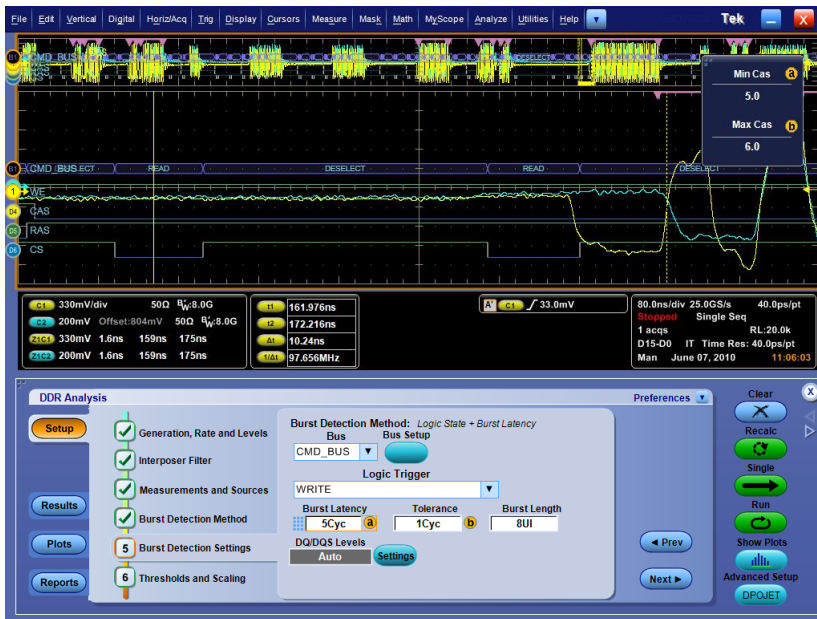 File Edit Vertical Digital Horiz/Acq Trig Display Cursors Measure Mask Math MyScope Analyze Utilities Help Tek X
B1 CMD_BUS DESELECT
Min Cas a
5.0
Max Cas b
6.0
B1 CMD_BUS ECT READ DESELECT READ DESELECT
1 WE
D4 CAS
D5 RAS
D6 CS
C1 330mV/div 50Ω BW:8.0G
C2 200mV Offset:804mV 50Ω BW:8.0G
Z1C1 330mV 1.6ns 159ns 175ns
Z1C2 200mV 1.6ns 159ns 175ns
t1 161.976ns
t2 172.216ns
Δt 10.24ns
1/Δt 97.656MHz
A' C1 33.0mV
80.0ns/div 25.0GS/s 40.0ps/pt
Stopped Single Seq
1 acqs RL:20.0k
D15-D0 IT Time Res: 40.0ps/pt
Man June 07, 2010 11:06:03
DDR Analysis Preferences
Setup
Results
Plots
Reports
Generation, Rate and Levels
Interposer Filter
Measurements and Sources
Burst Detection Method
5 Burst Detection Settings
6 Thresholds and Scaling
Burst Detection Method: Logic State + Burst Latency
Bus Bus Setup
CMD_BUS
Logic Trigger
WRITE
Burst Latency Tolerance Burst Length
5Cyc a 1Cyc b 8UI
DQ/DQS Levels
Auto Settings
Prev
Next
Clear
X
Recalc
Single
Run
Show Plots
Advanced Setup
DPOJET